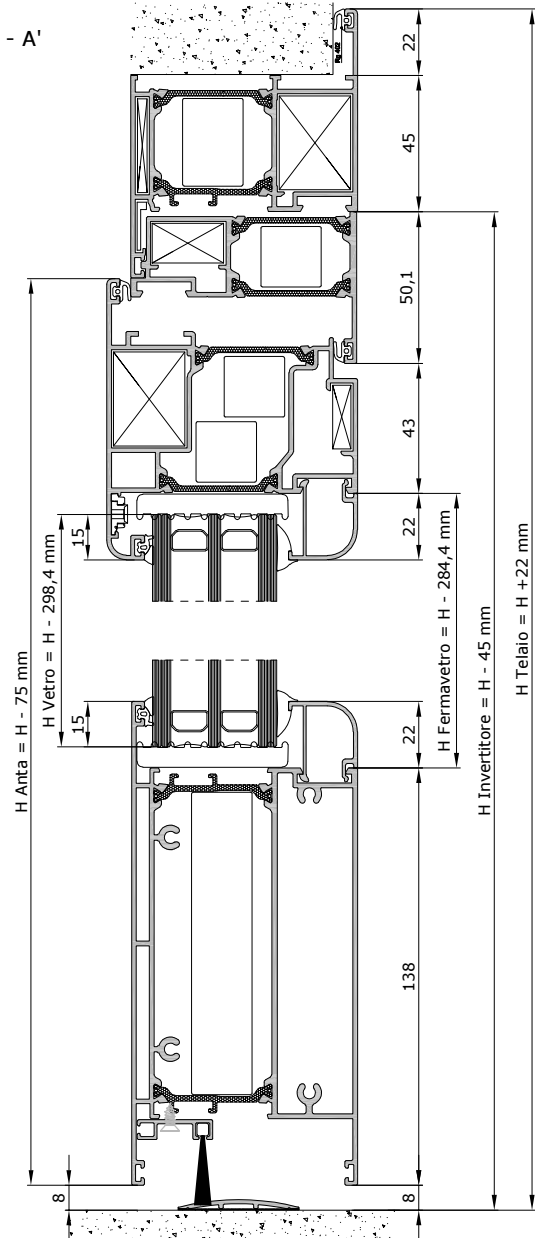 - A'
22
45
50,1
43
22
15
15
22
138
8
8
H Anta = H - 75 mm
H Vetro = H - 298,4 mm
H Fermavetro = H - 284,4 mm
H Invertitore = H - 45 mm
H Telaio = H +22 mm